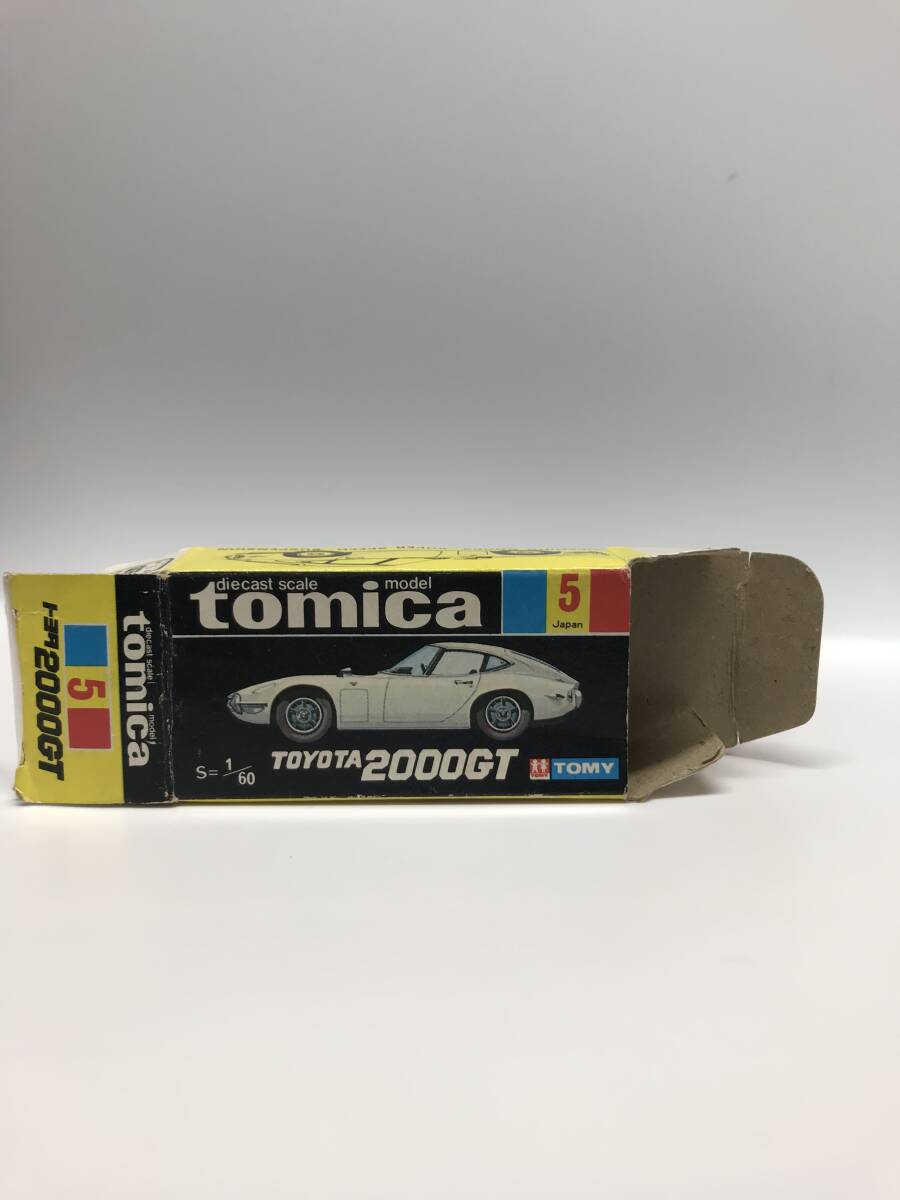 diecast scale model
tomica
5
Japan
S=1/60
TOYOTA 2000GT
TOMY
TOMY
diecast scale model
tomica
5
トヨタ2000GT